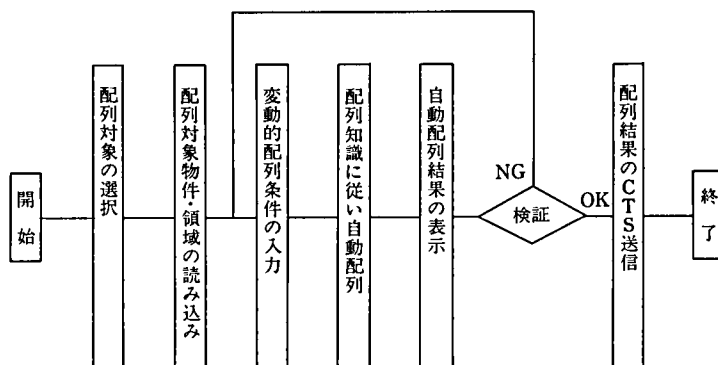 開始
配列対象の選択
配列対象物件・領域の読み込み
変動的配列条件の入力
配列知識に従い自動配列
自動配列結果の表示
NG
検証
OK
配列結果のCTS送信
終了